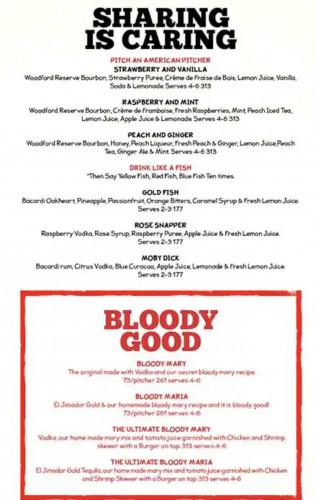 SHARING
IS CARING
PITCH AN AMERICAN PITCHER
STRAWBERRY AND VANILLA
Woodford Reserve Bourbon, Strawberry Puree, Crème de Fraise de Bois, Lemon Juice, Vanilla,
Soda & Lemonade. Serves 4-6 313
RASPBERRY AND MINT
Woodford Reserve Bourbon, Crème de Framboise, Fresh Raspberries, Mint, Peach Iced Tea,
Lemon Juice, Apple Juice & Lemonade Serves 4-6 313
PEACH AND GINGER
Woodford Reserve Bourbon, Honey, Peach Liqueur, Fresh Peach & Ginger, Lemon Juice,Peach
Tea, Ginger Ale & Mint Serves 4-6 313
DRINK LIKE A FISH
*Then Say Yellow Fish, Red Fish, Blue Fish Ten times.
GOLD FISH
Bacardi Oakheart, Pineapple, Passionfruit, Orange Bitters, Caramel Syrup & Fresh Lemon Juice.
Serves 2-3 177
ROSE SNAPPER
Raspberry Vodka, Rose Syrup, Raspberry Puree, Apple Juice & Fresh Lemon Juice.
Serves 2-3 177
MOBY DICK
Bacardi rum, Citrus Vodka, Blue Curacao, Apple Juice, Lemonade & Fresh Lemon Juice.
Serves 2-3 177
BLOODY
GOOD
BLOODY MARY
The original made with Vodka and our secret bloody mary recipe
73/pitcher 261 serves 4-6
BLOODY MARIA
El Jimador Gold & our homemade bloody mary recipe and it is bloody good!
73/pitcher 261 serves 4-6
THE ULTIMATE BLOODY MARY
Vodka, our home made mary mix and tomato juice garnished with Chicken and Shrimp
skewer with a Burger on top. 313 serves 4-6
THE ULTIMATE BLOODY MARIA
El Jimador Gold Tequila, our home made mary mix and tomato juice garnished with Chicken
and Shrimp Skewer with a Burger on top. 313 serves 4-6